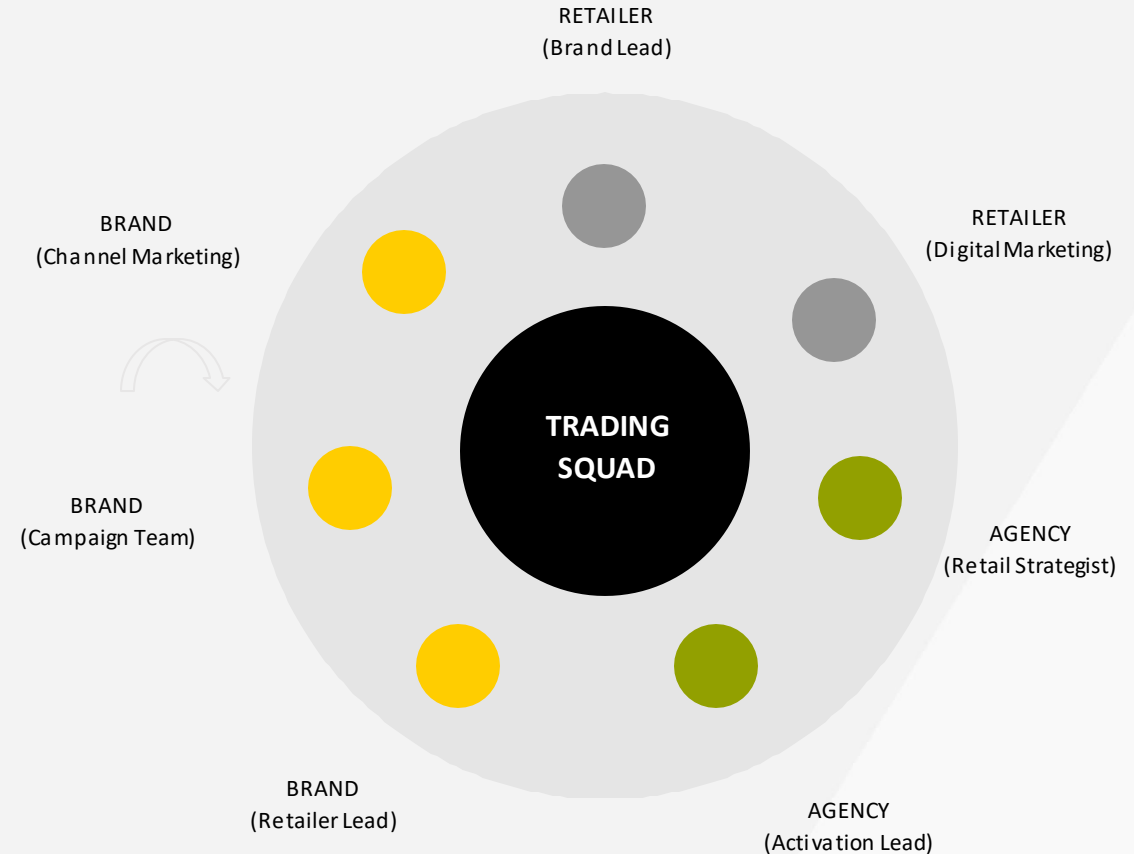 RETAILER
(Brand Lead)
BRAND
(Channel Marketing)
RETAILER
(Digital Marketing)
TRADING
SQUAD
BRAND
(Campaign Team)
AGENCY
(Retail Strategist)
BRAND
(Retailer Lead)
AGENCY
(Activation Lead)